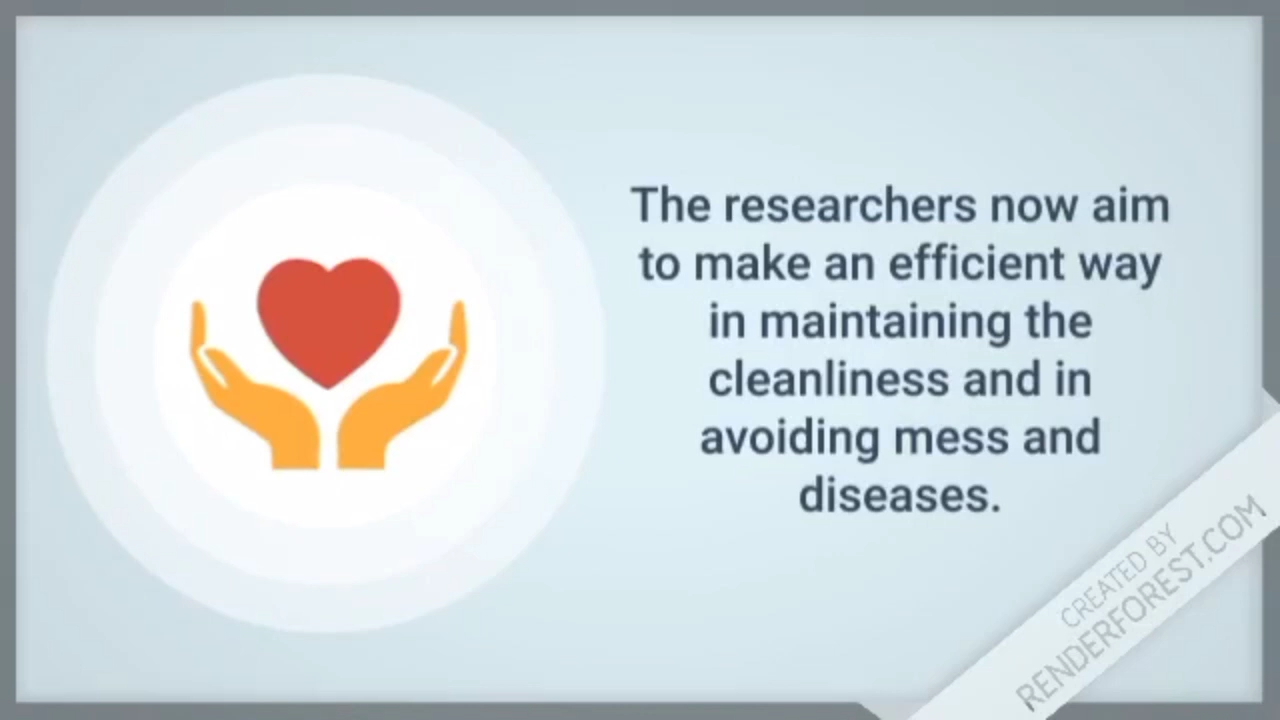 The researchers now aim
to make an efficient way
in maintaining the
cleanliness and in
avoiding mess and
diseases.
CREATED BY
RENDERFOREST.COM